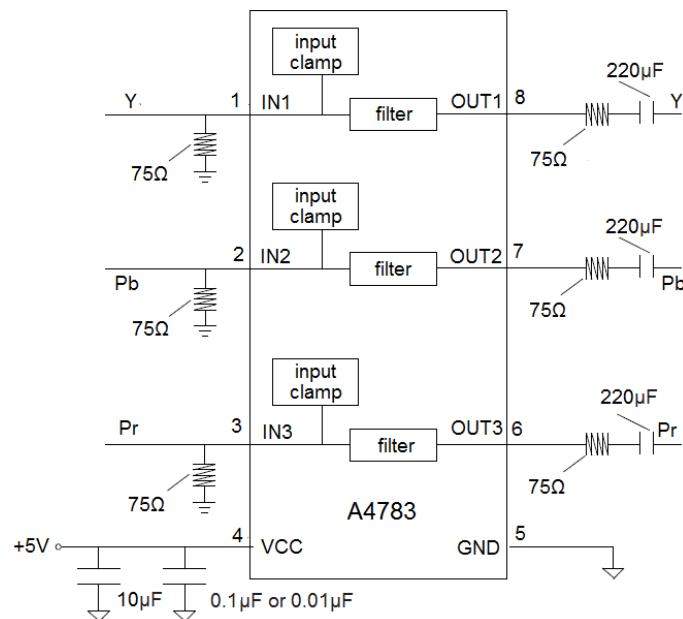 input
clamp
220µF
Y
1
IN1
filter
OUT1
8
Y
75Ω
75Ω
input
clamp
220µF
2
IN2
filter
OUT2
7
Pb
Pb
75Ω
75Ω
input
clamp
220µF
Pr
3
IN3
filter
OUT3
6
Pr
75Ω
75Ω
A4783
+5V
4
VCC
GND
5
10µF
0.1µF or 0.01µF